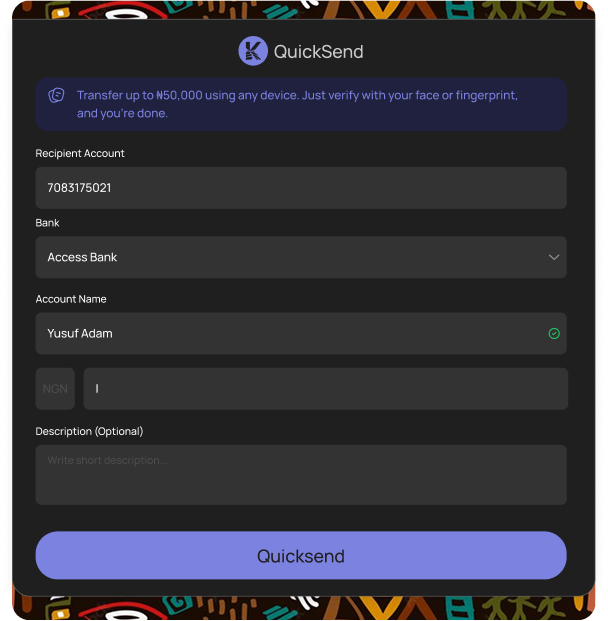 QuickSend
Transfer up to ₦50,000 using any device. Just verify with your face or fingerprint,
and you're done.
Recipient Account
7083175021
Bank
Access Bank
Account Name
Yusuf Adam
NGN
Description (Optional)
Write short description...
Quicksend